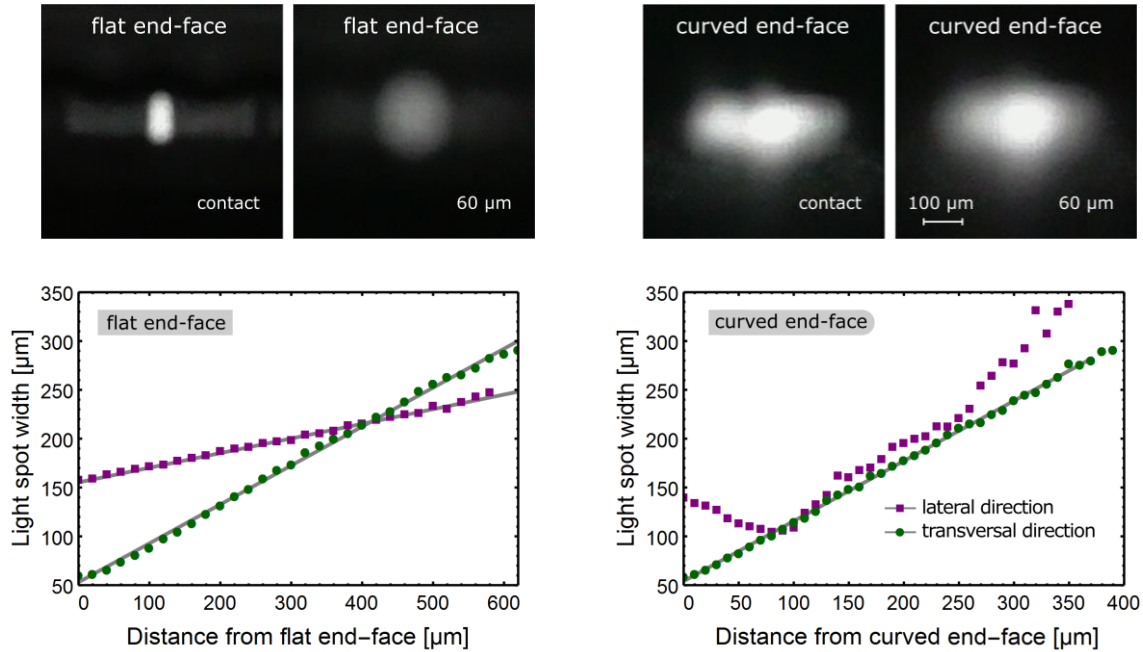 flat end-face
flat end-face
curved end-face
curved end-face
contact
60 µm
contact
100 µm
60 µm
350
300
250
200
150
100
50
Light spot width [µm]
flat end-face
0 100 200 300 400 500 600
Distance from flat end−face [µm]
350
300
250
200
150
100
50
Light spot width [µm]
curved end-face
lateral direction
transversal direction
0 50 100 150 200 250 300 350 400
Distance from curved end−face [µm]